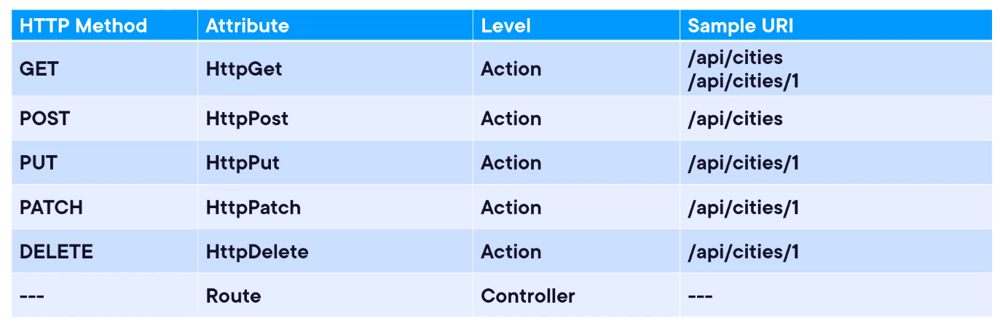 HTTP Method Attribute Level Sample URI
GET HttpGet Action /api/cities
/api/cities/1
POST HttpPost Action /api/cities
PUT HttpPut Action /api/cities/1
PATCH HttpPatch Action /api/cities/1
DELETE HttpDelete Action /api/cities/1
--- Route Controller ---